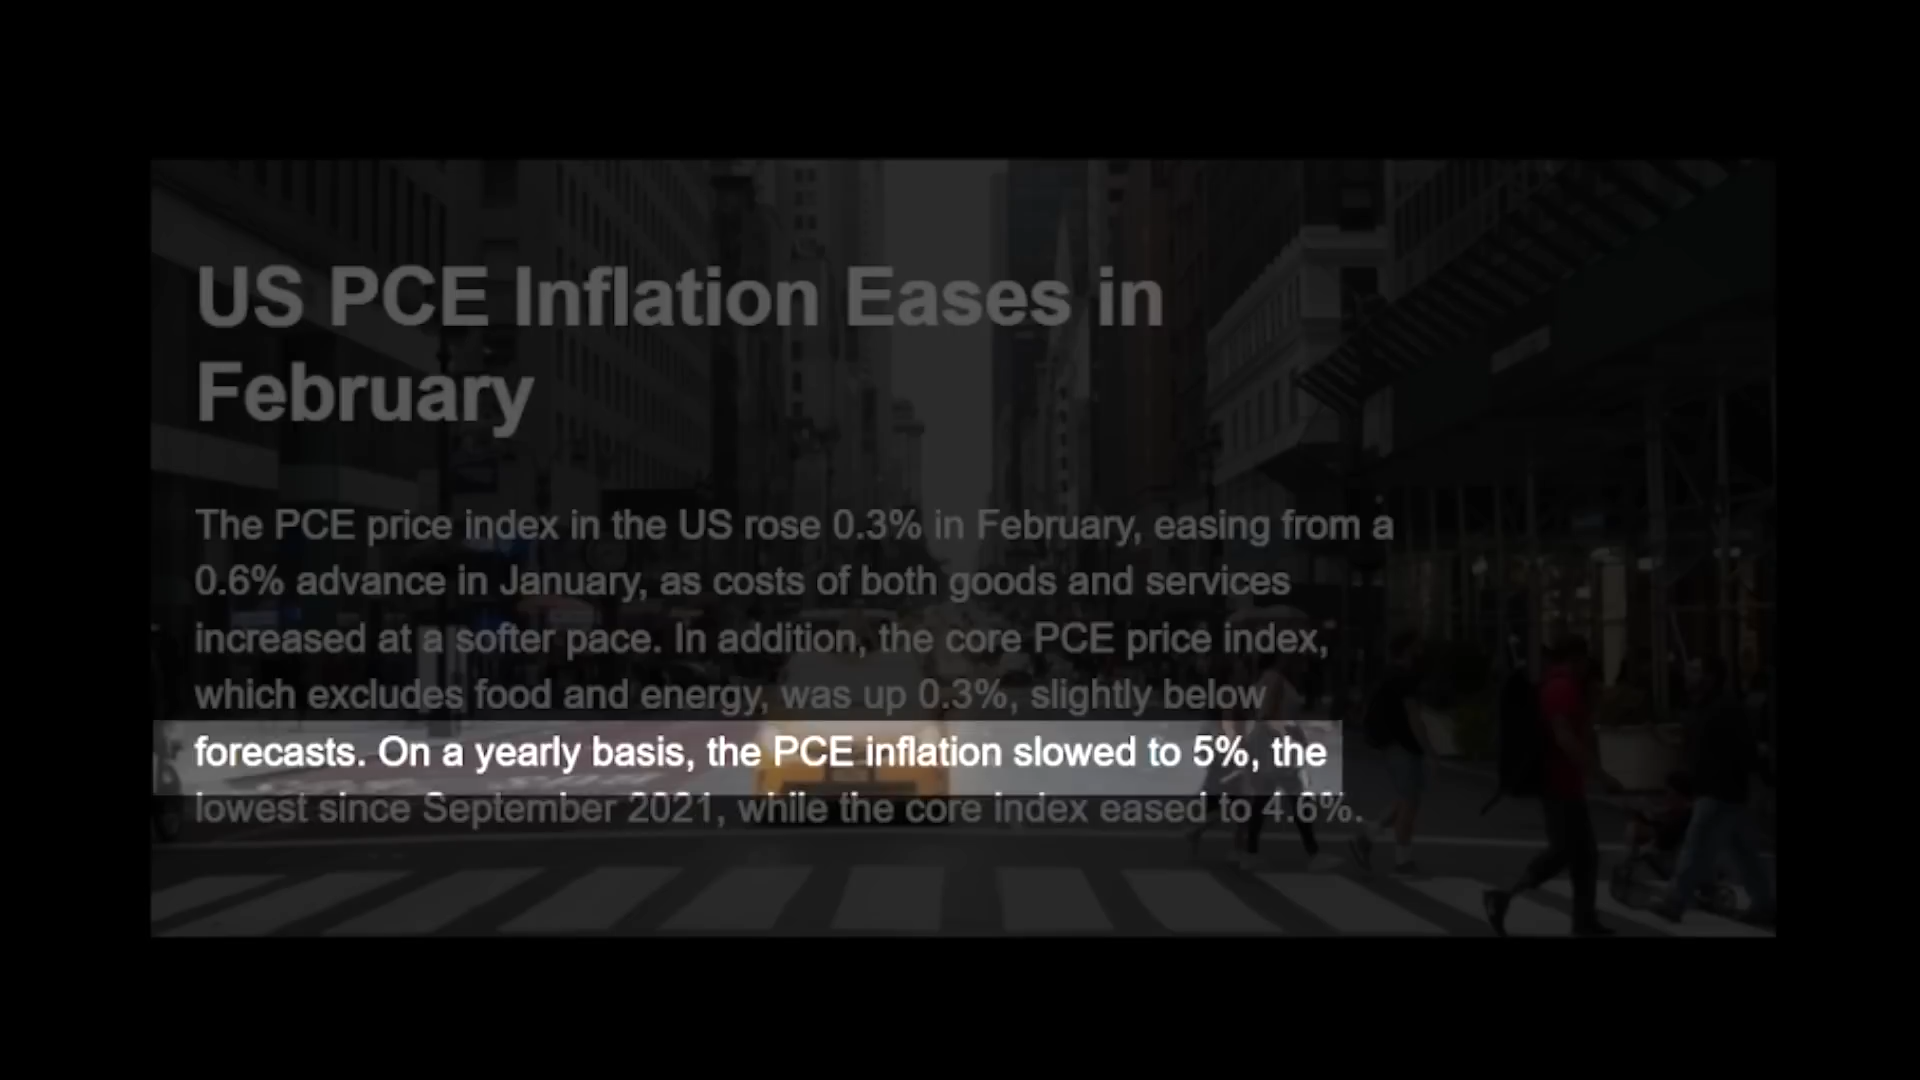 US PCE Inflation Eases in
February
The PCE price index in the US rose 0.3% in February, easing from a
0.6% advance in January, as costs of both goods and services
increased at a softer pace. In addition, the core PCE price index,
which excludes food and energy, was up 0.3%, slightly below
forecasts. On a yearly basis, the PCE inflation slowed to 5%, the
lowest since September 2021, while the core index eased to 4.6%.